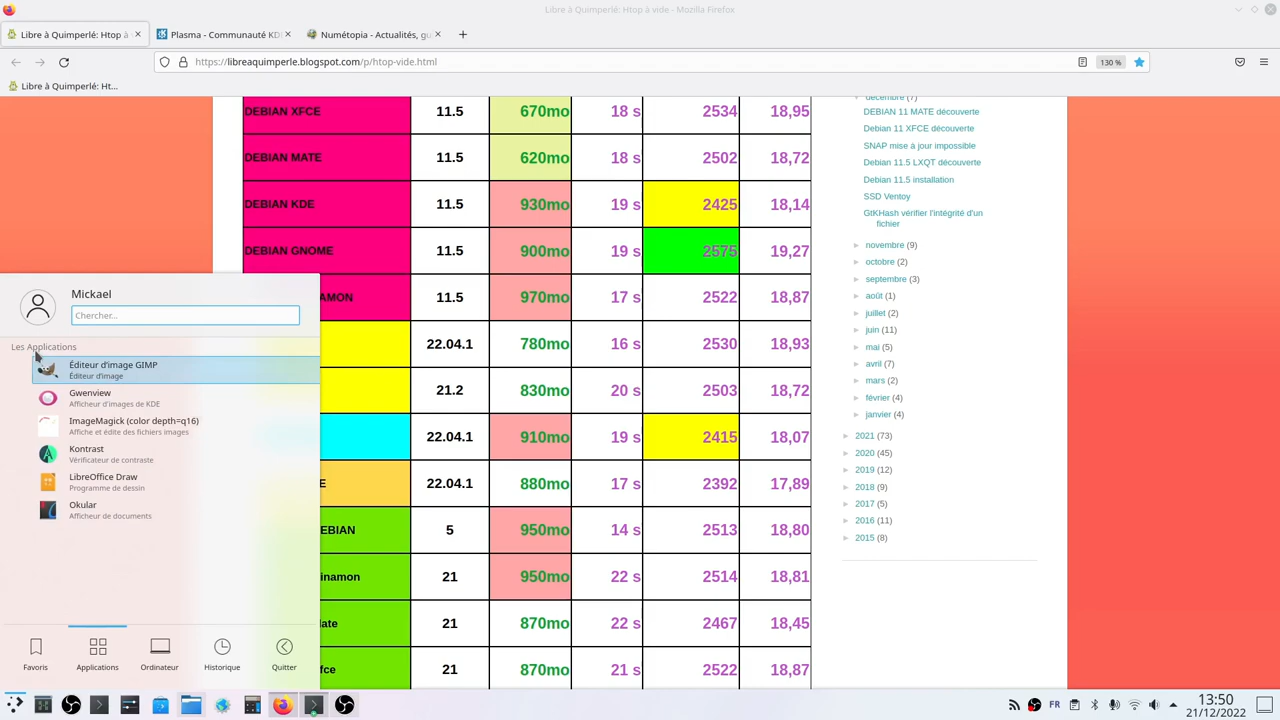 Libre à Quimperlé: Htop à vide - Mozilla Firefox
Libre à Quimperlé: Htop à
Plasma - Communauté KD
Numétopia - Actualités, gu
https://libreaquimperle.blogspot.com/p/htop-vide.html
130 %
Libre à Quimperlé: Ht...
DEBIAN XFCE 11.5 670mo 18 s 2534 18,95
DEBIAN MATE 11.5 620mo 18 s 2502 18,72
DEBIAN KDE 11.5 930mo 19 s 2425 18,14
DEBIAN GNOME 11.5 900mo 19 s 2575 19,27
AMON 11.5 970mo 17 s 2522 18,87
22.04.1 780mo 16 s 2530 18,93
21.2 830mo 20 s 2503 18,72
22.04.1 910mo 19 s 2415 18,07
E 22.04.1 880mo 17 s 2392 17,89
EBIAN 5 950mo 14 s 2513 18,80
inamon 21 950mo 22 s 2514 18,81
late 21 870mo 22 s 2467 18,45
fce 21 870mo 21 s 2522 18,87
décembre (7)
DEBIAN 11 MATE découverte
Debian 11 XFCE découverte
SNAP mise à jour impossible
Debian 11.5 LXQT découverte
Debian 11.5 installation
SSD Ventoy
GtKHash vérifier l'intégrité d'un
fichier
► novembre (9)
► octobre (2)
► septembre (3)
► août (1)
► juillet (2)
► juin (11)
► mai (5)
► avril (7)
► mars (2)
► février (4)
► janvier (4)
► 2021 (73)
► 2020 (45)
► 2019 (12)
► 2018 (9)
► 2017 (5)
► 2016 (11)
► 2015 (8)
Mickael
Chercher...
Les Applications
Éditeur d'image GIMP
Éditeur d'image
Gwenview
Afficheur d'images de KDE
ImageMagick (color depth=q16)
Affiche et édite des fichiers images
Kontrast
Vérificateur de contraste
LibreOffice Draw
Programme de dessin
Okular
Afficheur de documents
Favoris
Applications
Ordinateur
Historique
Quitter
FR
13:50
21/12/2022